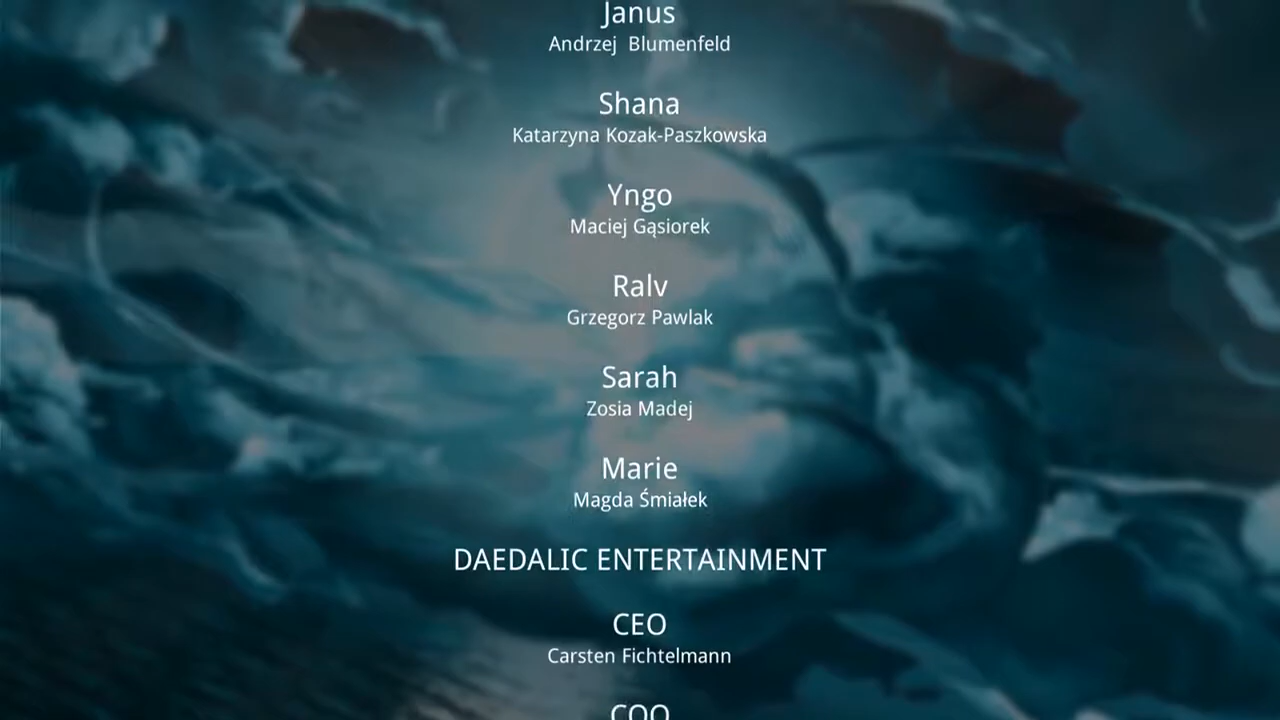 Janus
Andrzej  Blumenfeld
Shana
Katarzyna Kozak-Paszkowska
Yngo
Maciej Gąsiorek
Ralv
Grzegorz Pawlak
Sarah
Zosia Madej
Marie
Magda Śmiałek
DAEDALIC ENTERTAINMENT
CEO
Carsten Fichtelmann
COO